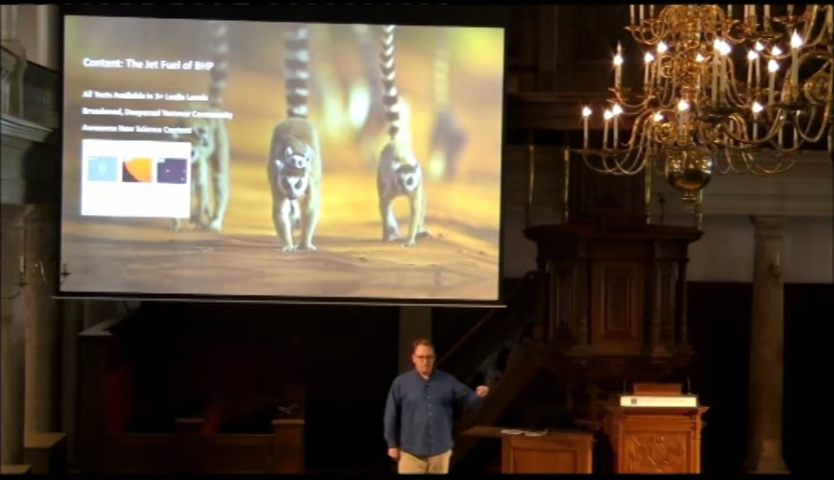 Content: The Jet Fuel of BHP
All Texts Available in 3+ Lexile Levels
Broadened, Deepened Yammer Community
Awesome New Science Content